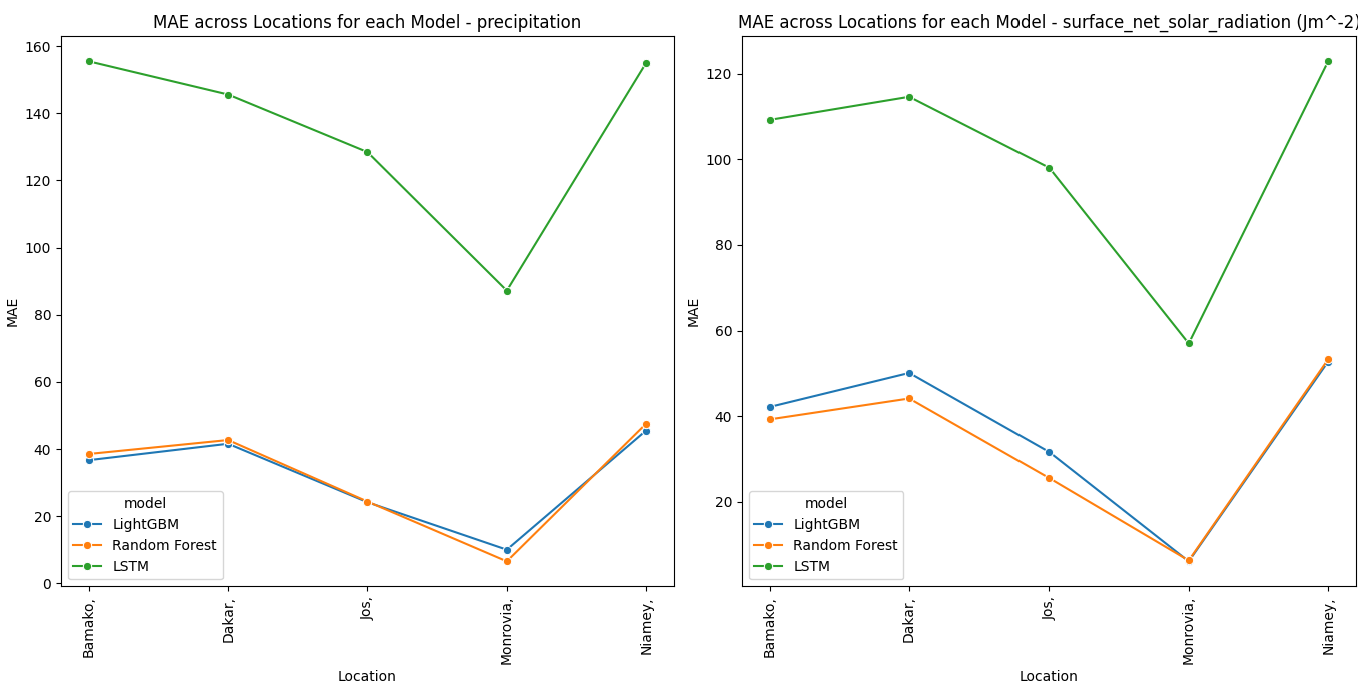 MAE across Locations for each Model - precipitation
160
140
120
100
80
60
40
20
0
MAE
model
LightGBM
Random Forest
LSTM
Bamako,
Dakar,
Jos,
Monrovia,
Niamey,
Location
MAE across Locations for each Model - surface_net_solar_radiation (Jm^-2)
120
100
80
60
40
20
MAE
model
LightGBM
Random Forest
LSTM
Bamako,
Dakar,
Jos,
Monrovia,
Niamey,
Location